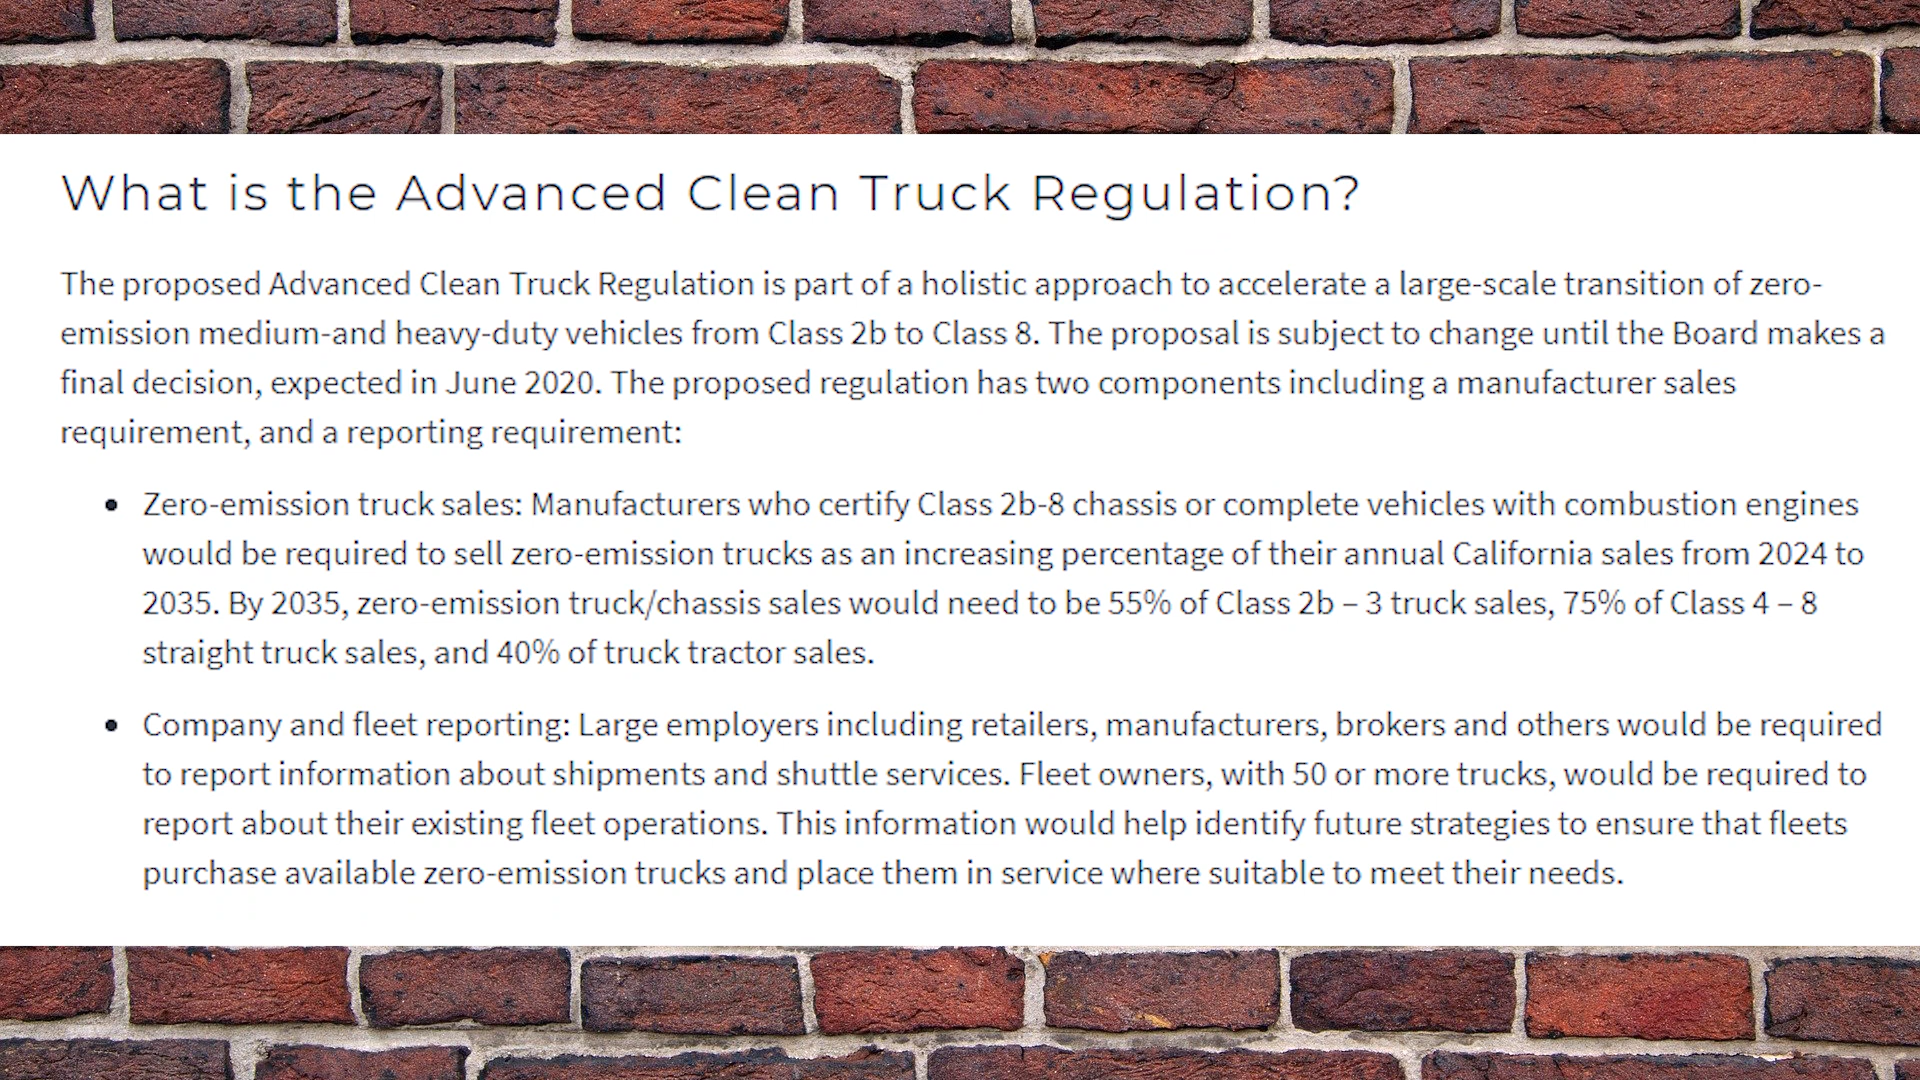 What is the Advanced Clean Truck Regulation?
The proposed Advanced Clean Truck Regulation is part of a holistic approach to accelerate a large-scale transition of zero-
emission medium-and heavy-duty vehicles from Class 2b to Class 8. The proposal is subject to change until the Board makes a
final decision, expected in June 2020. The proposed regulation has two components including a manufacturer sales
requirement, and a reporting requirement:
• Zero-emission truck sales: Manufacturers who certify Class 2b-8 chassis or complete vehicles with combustion engines
would be required to sell zero-emission trucks as an increasing percentage of their annual California sales from 2024 to
2035. By 2035, zero-emission truck/chassis sales would need to be 55% of Class 2b – 3 truck sales, 75% of Class 4 – 8
straight truck sales, and 40% of truck tractor sales.
• Company and fleet reporting: Large employers including retailers, manufacturers, brokers and others would be required
to report information about shipments and shuttle services. Fleet owners, with 50 or more trucks, would be required to
report about their existing fleet operations. This information would help identify future strategies to ensure that fleets
purchase available zero-emission trucks and place them in service where suitable to meet their needs.